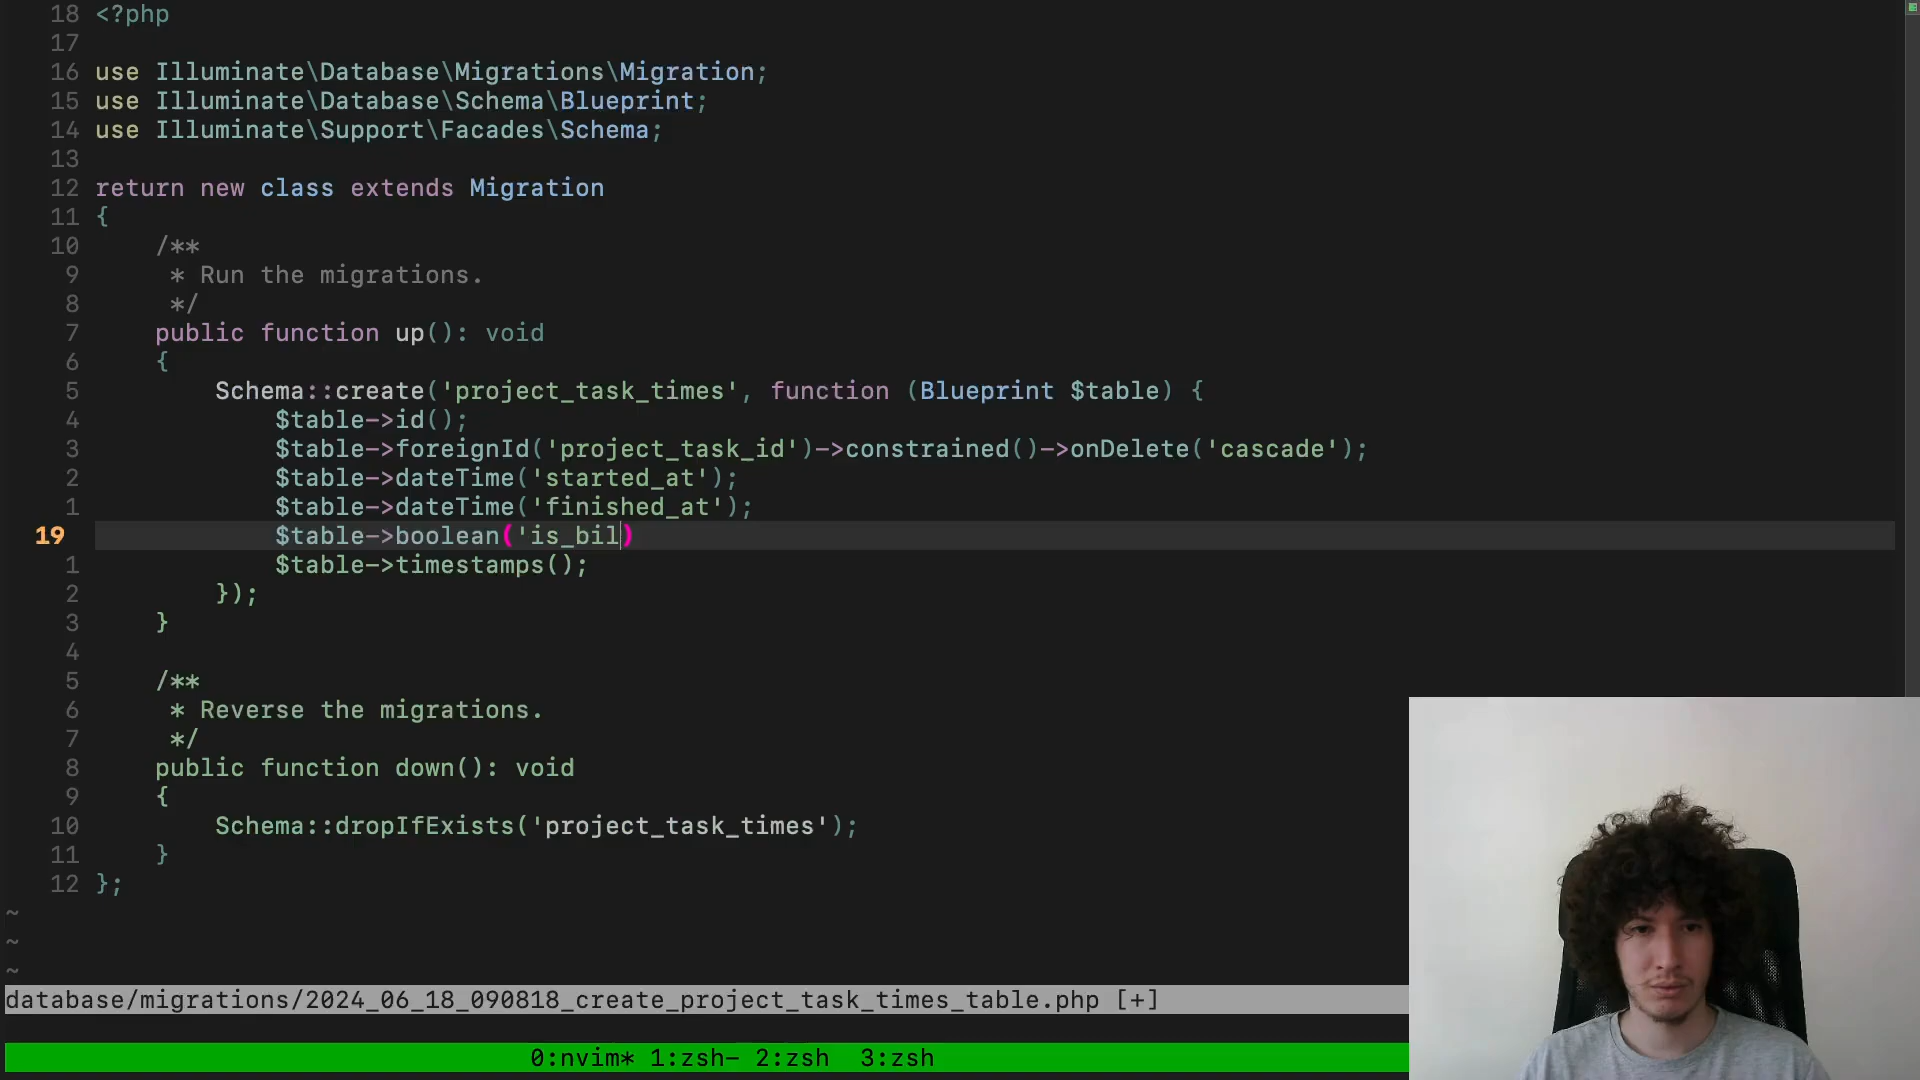 18 <?php
17
16 use Illuminate\Database\Migrations\Migration;
15 use Illuminate\Database\Schema\Blueprint;
14 use Illuminate\Support\Facades\Schema;
13
12 return new class extends Migration
11 {
10     /**
9      * Run the migrations.
8      */
7     public function up(): void
6     {
5         Schema::create('project_task_times', function (Blueprint $table) {
4             $table->id();
3             $table->foreignId('project_task_id')->constrained()->onDelete('cascade');
2             $table->dateTime('started_at');
1             $table->dateTime('finished_at');
19             $table->boolean('is_bil)
1             $table->timestamps();
2         });
3     }
4
5     /**
6      * Reverse the migrations.
7      */
8     public function down(): void
9     {
10         Schema::dropIfExists('project_task_times');
11     }
12 };
~
~
~
database/migrations/2024_06_18_090818_create_project_task_times_table.php [+]
0:nvim* 1:zsh- 2:zsh 3:zsh